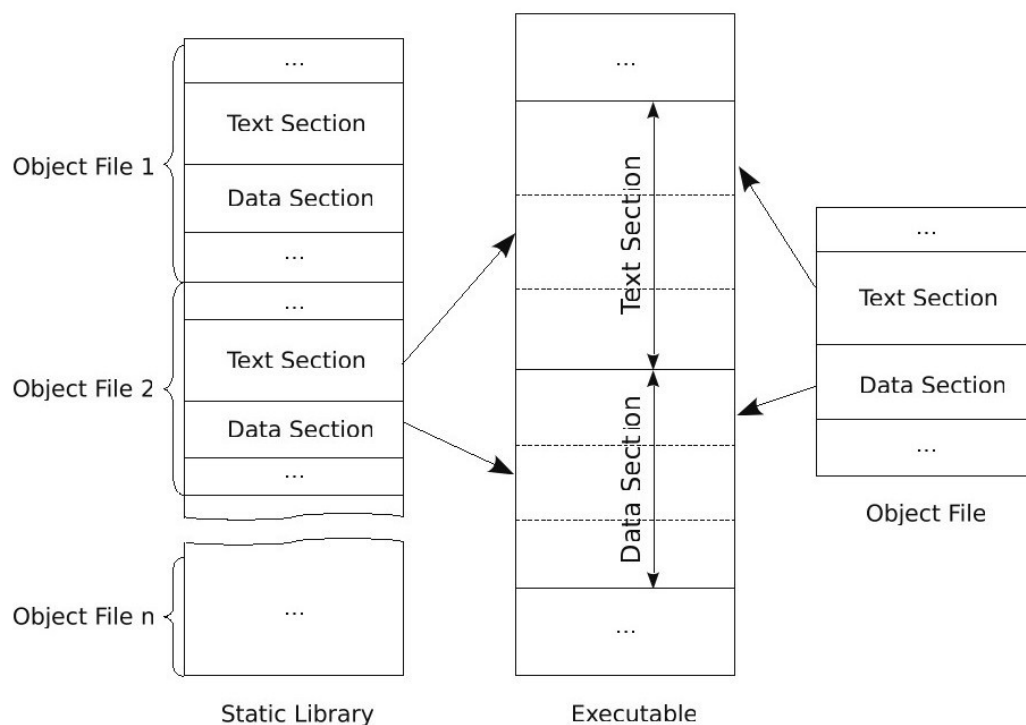 Object File 1
...
Text Section
Data Section
...
Object File 2
...
Text Section
Data Section
...
Object File n
...
Static Library
...
Text Section
Data Section
...
Executable
...
Text Section
Data Section
...
Object File